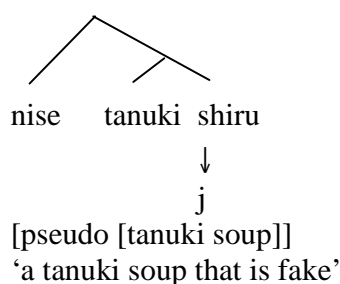 nise tanuki shiru
↓
j
[pseudo [tanuki soup]]
‘a tanuki soup that is fake’